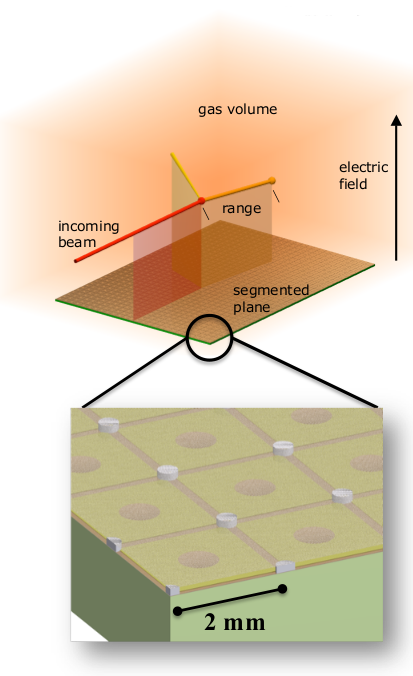 gas volume
electric
field
incoming
beam
range
segmented
plane
2 mm